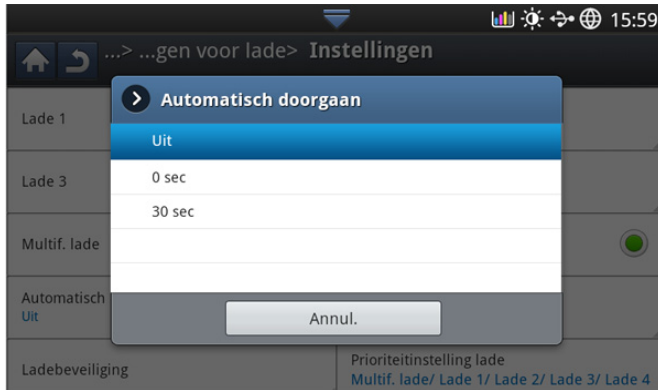 15:59
...> ...gen voor lade> Instellingen
Automatisch doorgaan
Lade 1
Uit
Lade 3
0 sec
30 sec
Multif. lade
Automatisch
Uit
Annul.
Ladebeveiliging
Prioriteitinstelling lade
Multif. lade/ Lade 1/ Lade 2/ Lade 3/ Lade 4